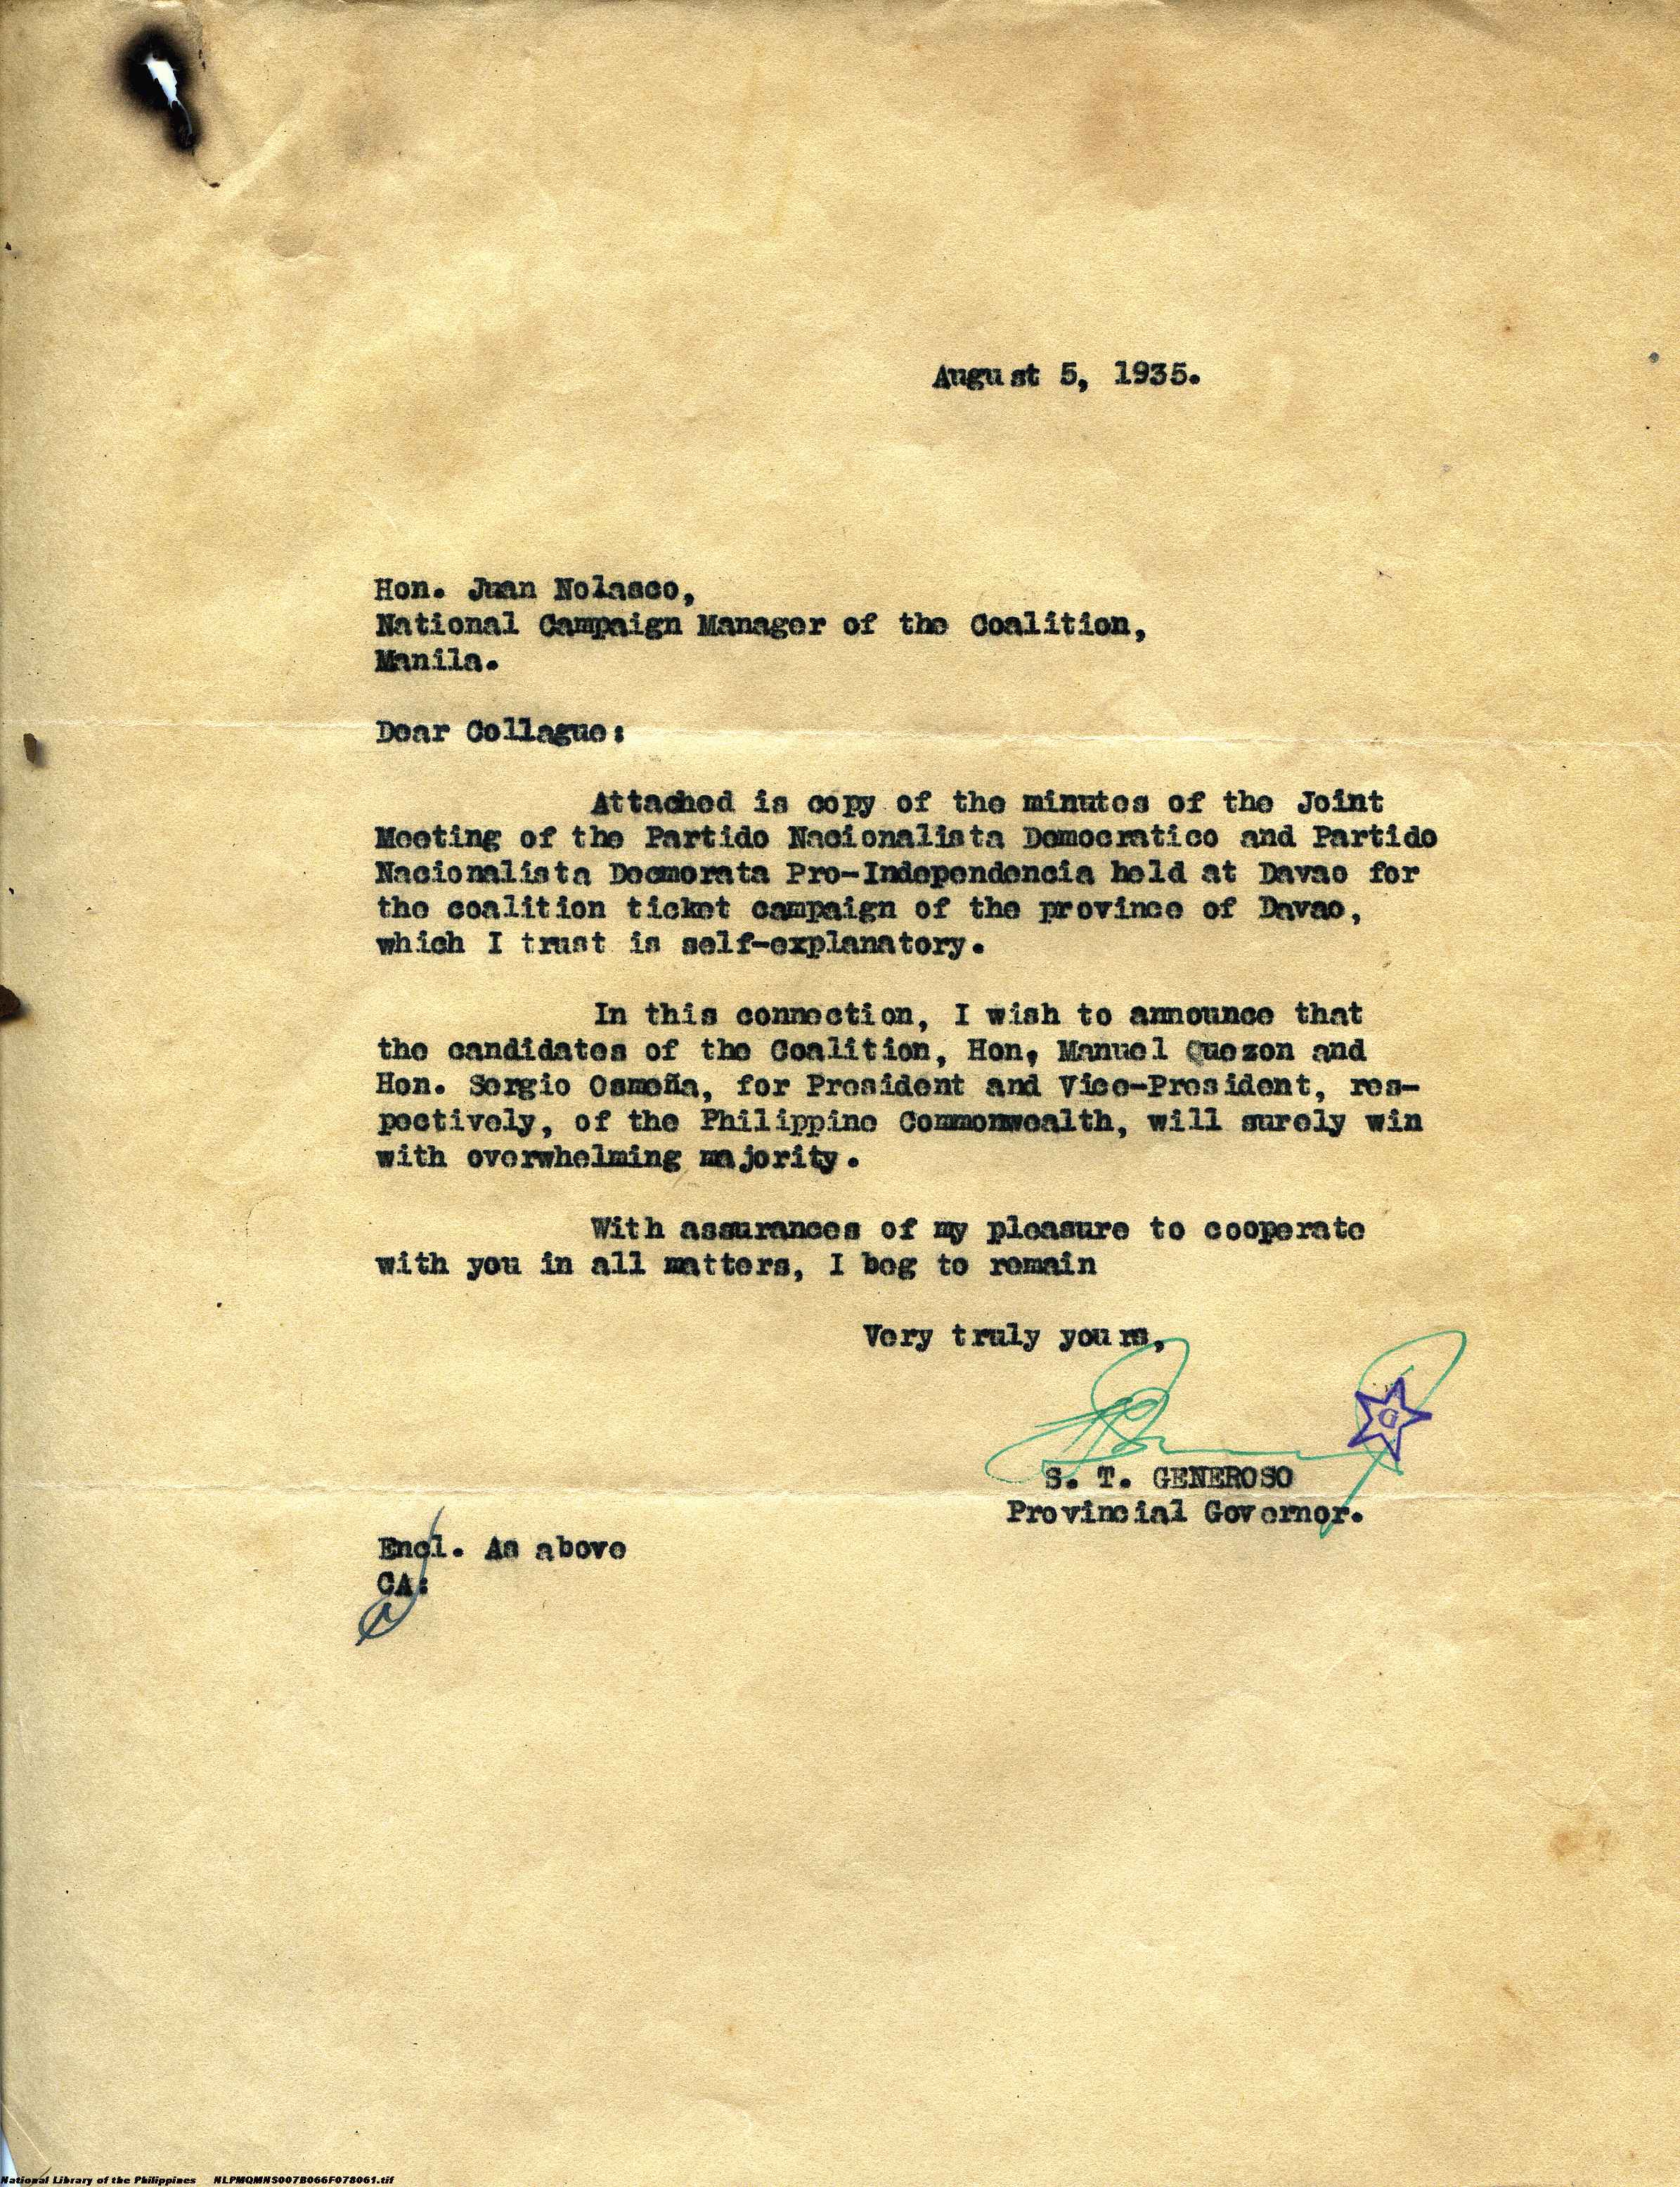 August 5, 1935.
Hon. Juan Nolasco,
National Campaign Manager of the Coalition,
Manila.
Dear Collague:
Attached is copy of the minutes of the Joint
Meeting of the Partido Nacionalista Democratico and Partido
Nacionalista Docmorata Pro-Independencia held at Davao for
the coalition ticket campaign of the province of Davao,
which I trust is self-explanatory.
In this connection, I wish to announce that
the candidates of the Coalition, Hon, Manuel Quezon and
Hon. Sergio Osmeña, for President and Vice-President, res-
pectively, of the Philippine Commonwealth, will surely win
with overwhelming majority.
With assurances of my pleasure to cooperate
with you in all matters, I beg to remain
Very truly yours,
D
S. T. GENEROSO
Provincial Governor.
Encl. As above
CA:
National Library of the Philippines NLPMQMNS007B066F078061.tif